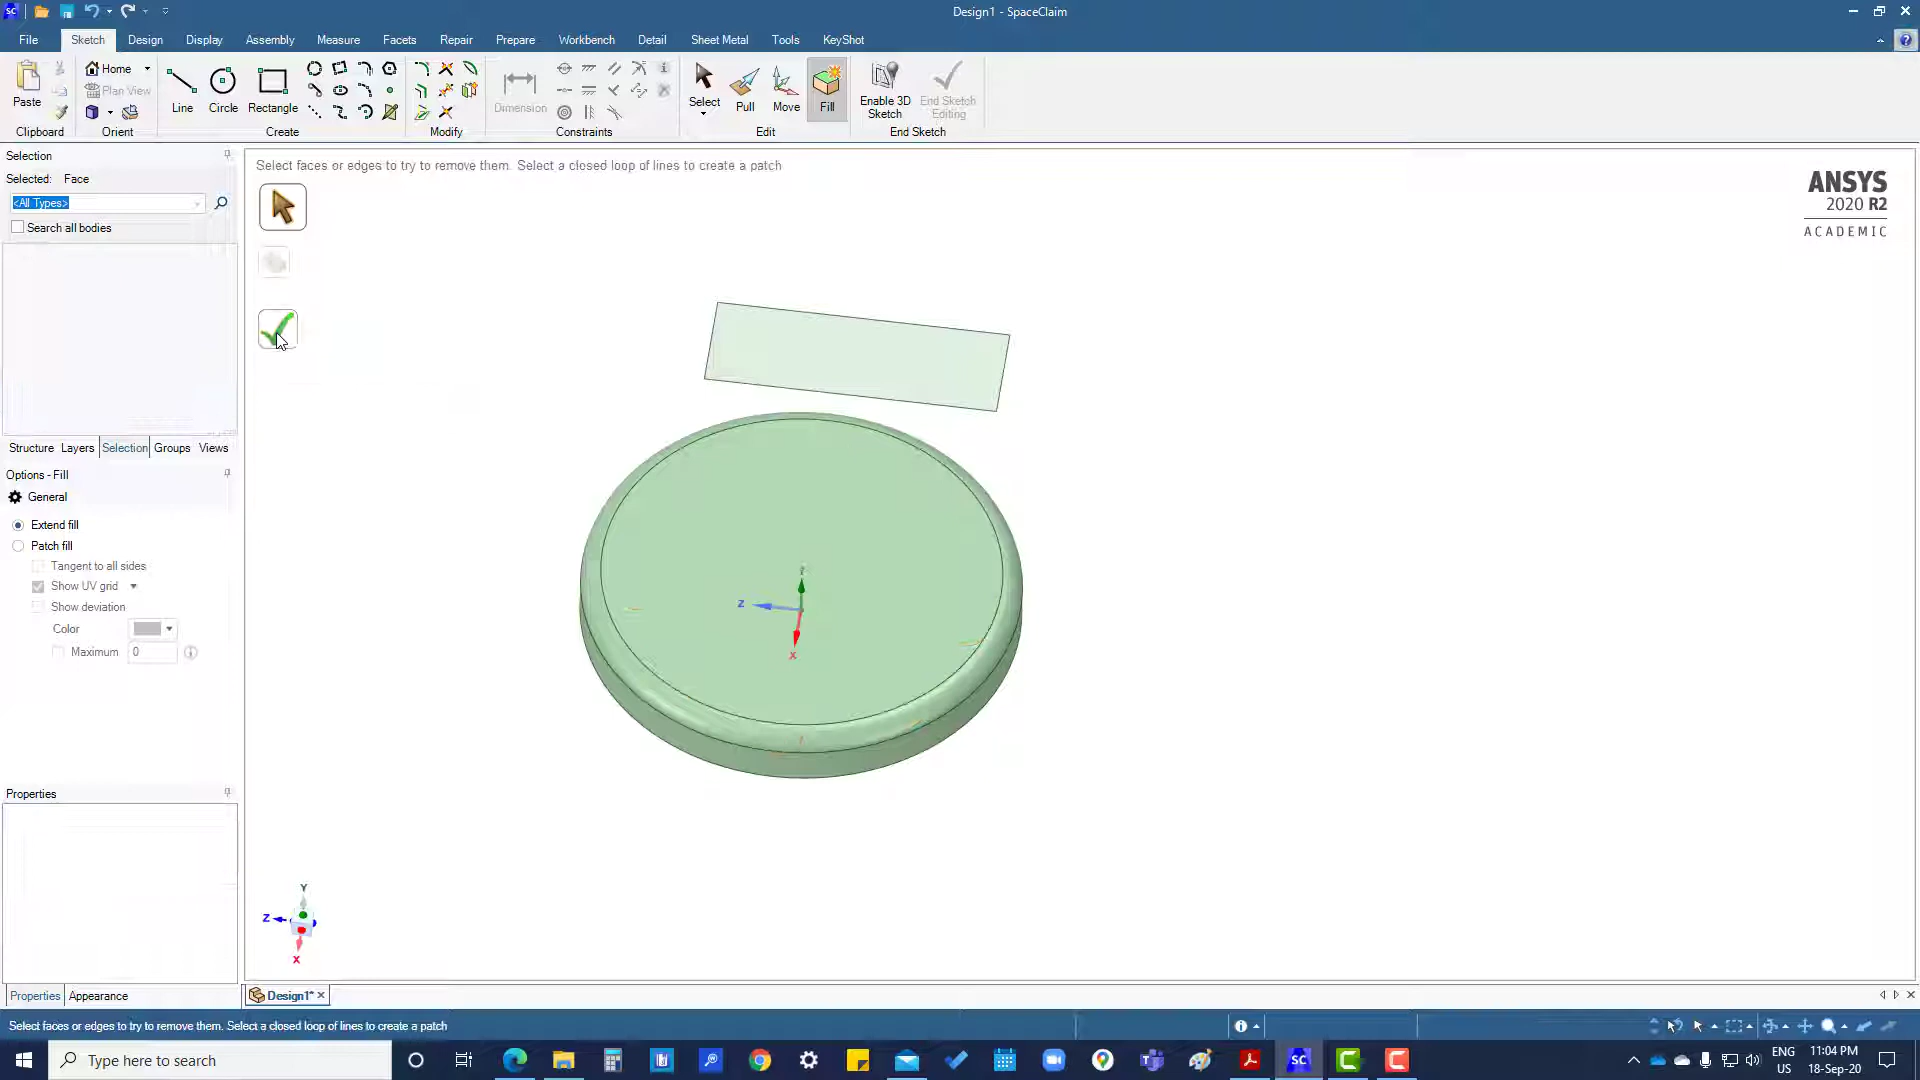 Design1 - SpaceClaim
File Sketch Design Display Assembly Measure Facets Repair Prepare Workbench Detail Sheet Metal Tools KeyShot
Paste
Home
Plan View
Line Circle Rectangle
Dimension
Select Pull Move Fill
Enable 3D Sketch
End Sketch Editing
Clipboard Orient Create Modify Constraints Edit End Sketch
Selection
Selected: Face
<All Types>
Search all bodies
Structure Layers Selection Groups Views
Options - Fill
General
Extend fill
Patch fill
Tangent to all sides
Show UV grid
Show deviation
Color
Maximum 0
Properties
Properties Appearance
Select faces or edges to try to remove them. Select a closed loop of lines to create a patch
ANSYS
2020 R2
ACADEMIC
Z
X
Y
Z
X
Design1*
Select faces or edges to try to remove them. Select a closed loop of lines to create a patch
Type here to search
SC
ENG
US
11:04 PM
18-Sep-20